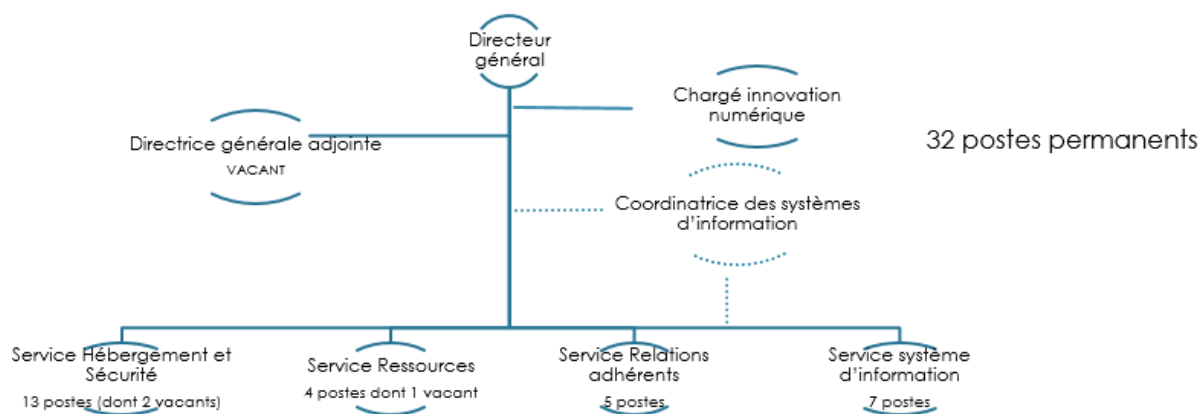 Directeur
général
Chargé innovation
numérique
Directrice générale adjointe
VACANT
32 postes permanents
Coordinatrice des systèmes
d'information
Service Hébergement et
Sécurité
13 postes (dont 2 vacants)
Service Ressources
4 postes dont 1 vacant
Service Relations
adhérents
5 postes
Service système
d'information
7 postes